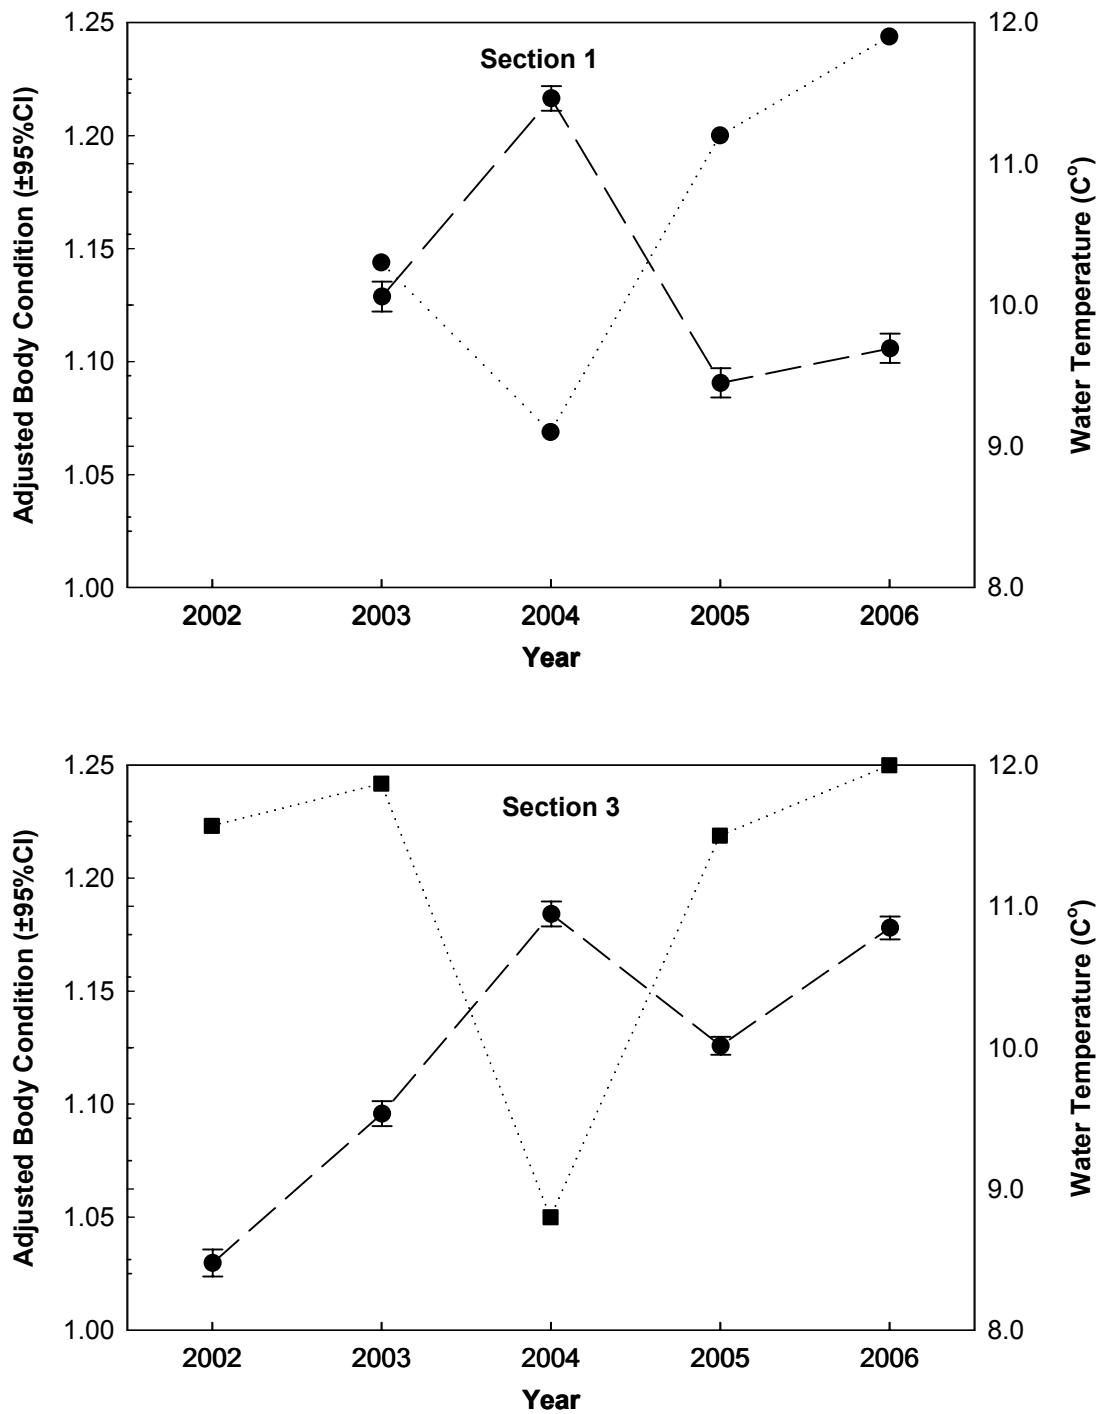 Section 1
Adjusted Body Condition (±95%CI)
1.25
1.20
1.15
1.10
1.05
1.00
12.0
11.0
10.0
9.0
8.0
Water Temperature (Cº)
2002 2003 2004 2005 2006
Year
Section 3
Adjusted Body Condition (±95%CI)
1.25
1.20
1.15
1.10
1.05
1.00
12.0
11.0
10.0
9.0
8.0
Water Temperature (Cº)
2002 2003 2004 2005 2006
Year